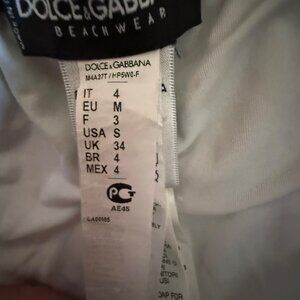 DOLCE&GABBANA
BEACHWEAR
DOLCE&GABBANA
M4A37T / HP5W0-F
IT 4
EU M
F 3
USA S
UK 34
BR 4
MEX 4
PC
AE45